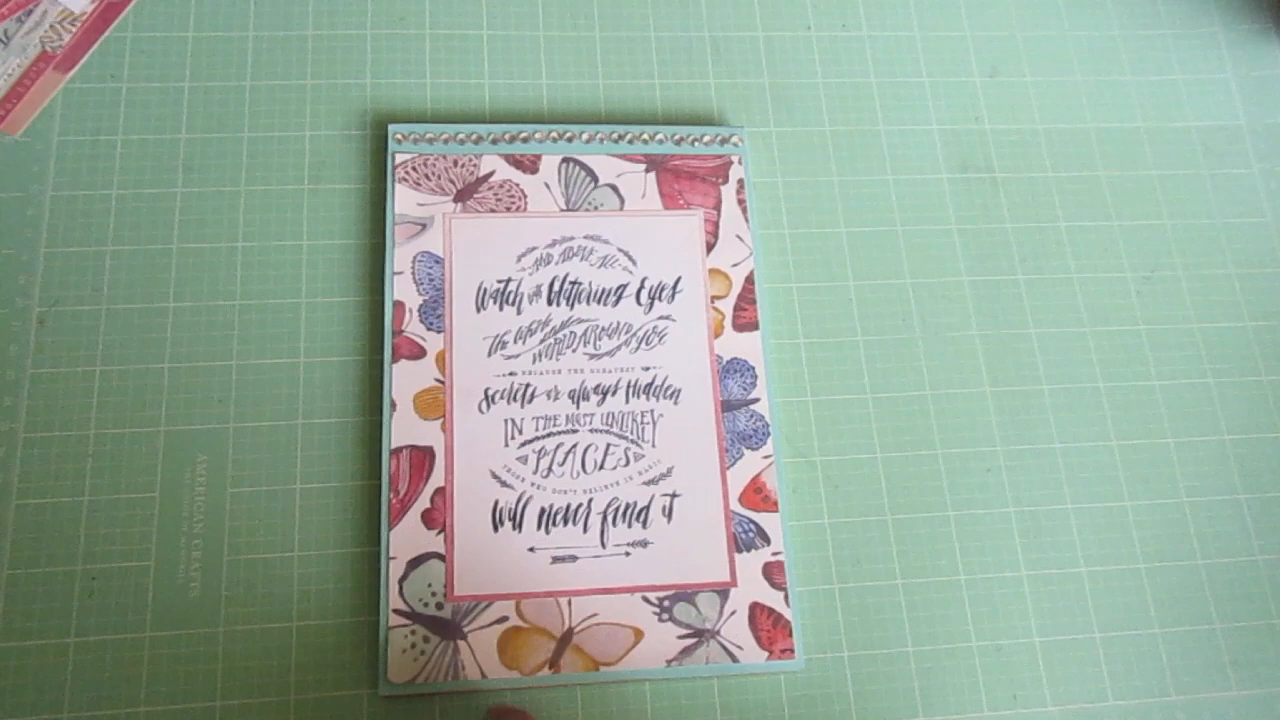 AND ABOVE ALL
Watch with Glittering Eyes
The Whole
WORLD AROUND YOU
BECAUSE THE GREATEST
Secrets are always Hidden
IN THE MOST UNLIKEY
PLACES
THOSE WHO DON'T BELIEVE IN MAGIC
Will never find it
AMERICAN CRAFTS